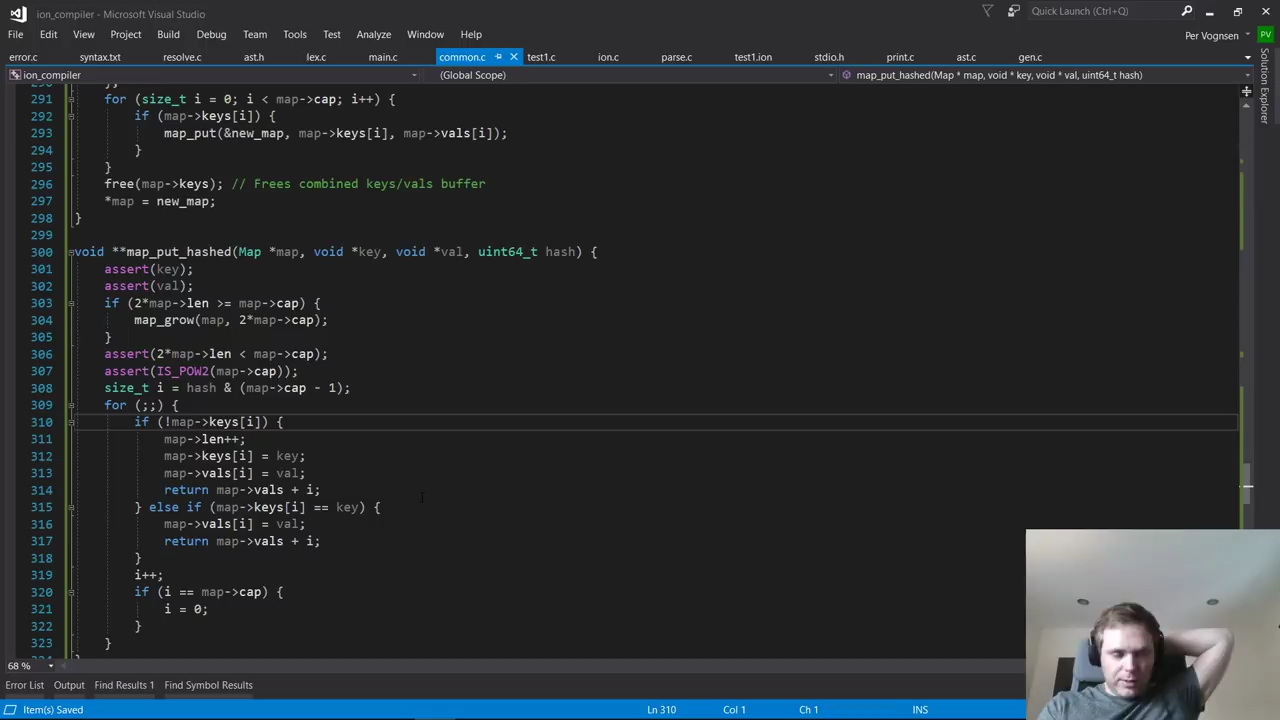 ion_compiler - Microsoft Visual Studio
Quick Launch (Ctrl+Q)
File Edit View Project Build Debug Team Tools Test Analyze Window Help
Per Vognsen PV
error.c syntax.txt resolve.c ast.h lex.c main.c common.c test1.c ion.c parse.c test1.ion stdio.h print.c ast.c gen.c
ion_compiler (Global Scope) map_put_hashed(Map * map, void * key, void * val, uint64_t hash)
Solution Explorer
291 for (size_t i = 0; i < map->cap; i++) {
292 if (map->keys[i]) {
293 map_put(&new_map, map->keys[i], map->vals[i]);
294 }
295 }
296 free(map->keys); // Frees combined keys/vals buffer
297 *map = new_map;
298 }
299
300 void **map_put_hashed(Map *map, void *key, void *val, uint64_t hash) {
301 assert(key);
302 assert(val);
303 if (2*map->len >= map->cap) {
304 map_grow(map, 2*map->cap);
305 }
306 assert(2*map->len < map->cap);
307 assert(IS_POW2(map->cap));
308 size_t i = hash & (map->cap - 1);
309 for (;;) {
310 if (!map->keys[i]) {
311 map->len++;
312 map->keys[i] = key;
313 map->vals[i] = val;
314 return map->vals + i;
315 } else if (map->keys[i] == key) {
316 map->vals[i] = val;
317 return map->vals + i;
318 }
319 i++;
320 if (i == map->cap) {
321 i = 0;
322 }
323 }
68 %
Error List Output Find Results 1 Find Symbol Results
Item(s) Saved Ln 310 Col 1 Ch 1 INS